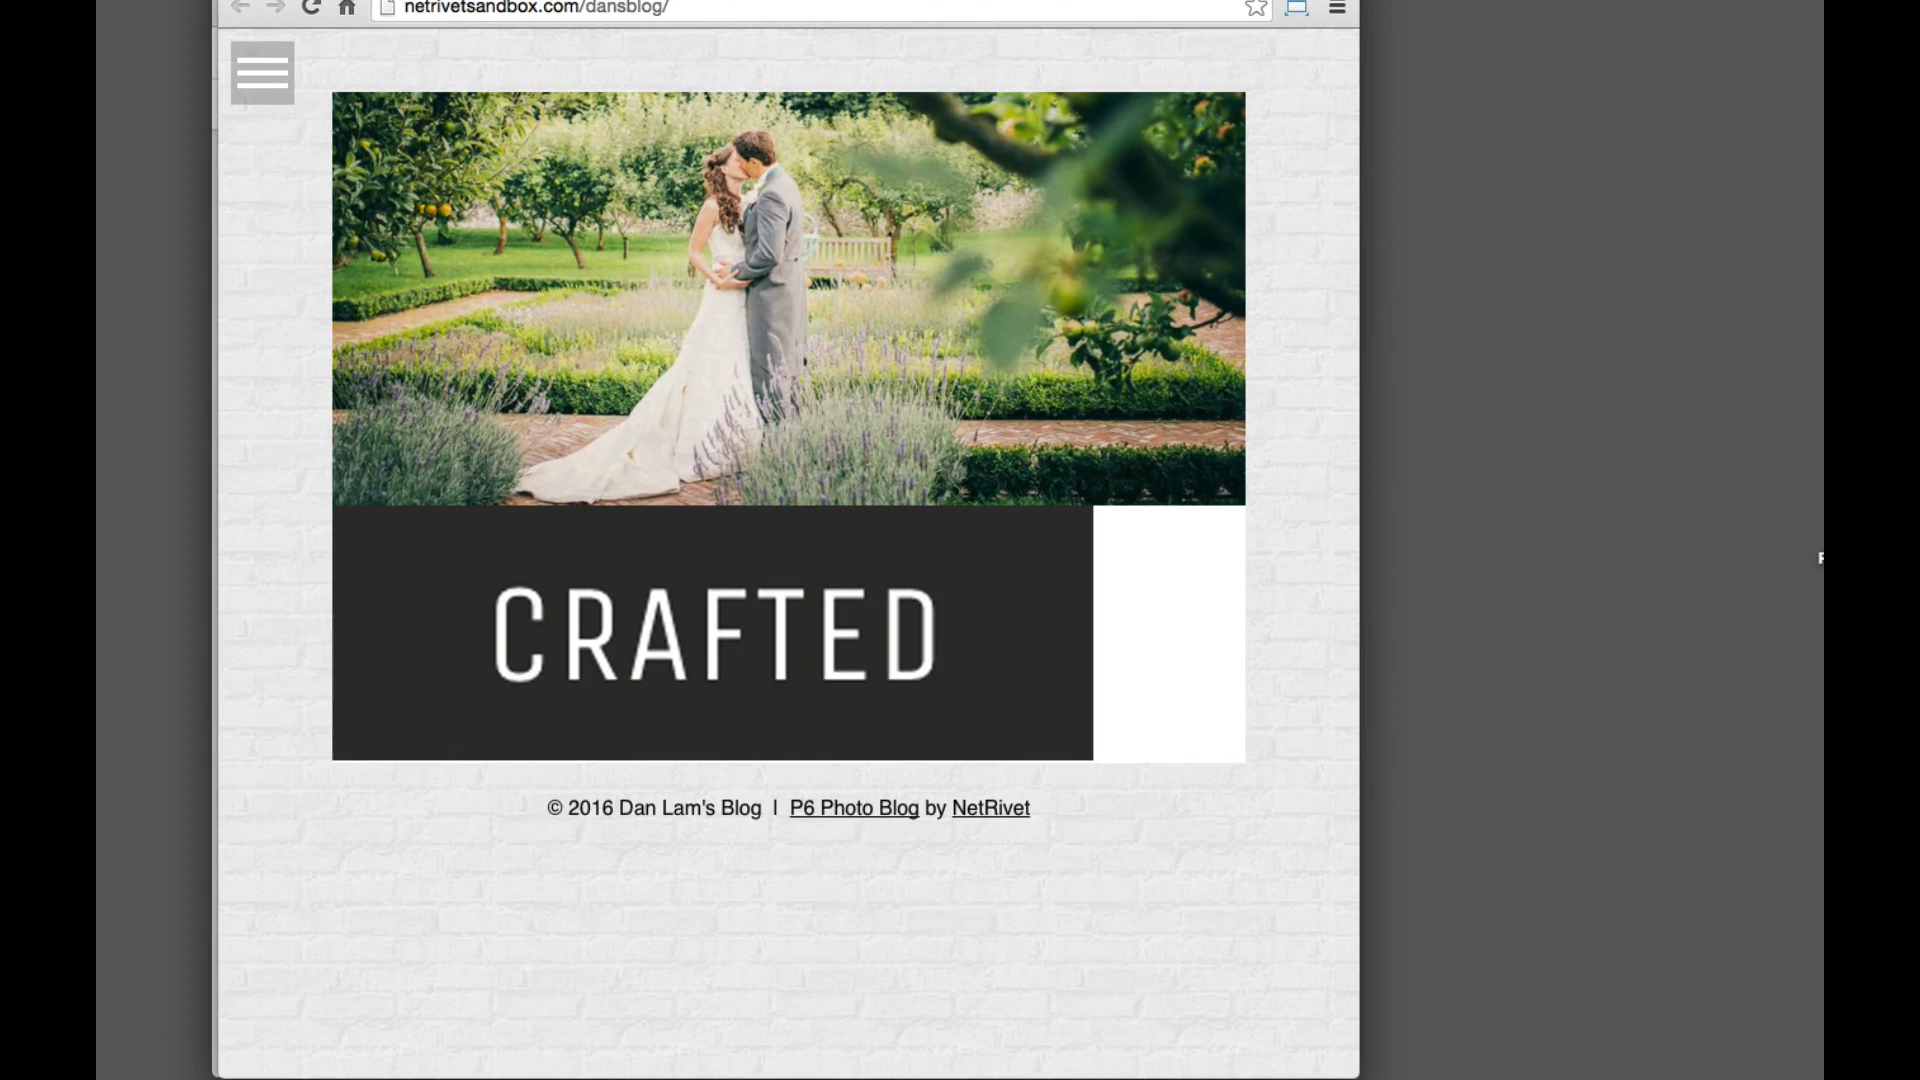 netrivetsandbox.com/dansblog/
CRAFTED
© 2016 Dan Lam's Blog | P6 Photo Blog by NetRivet